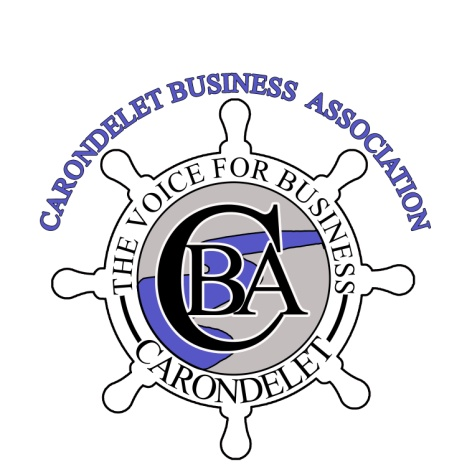 CARONDELET BUSINESS ASSOCIATION
THE VOICE FOR BUSINESS
CBA
CARONDELET